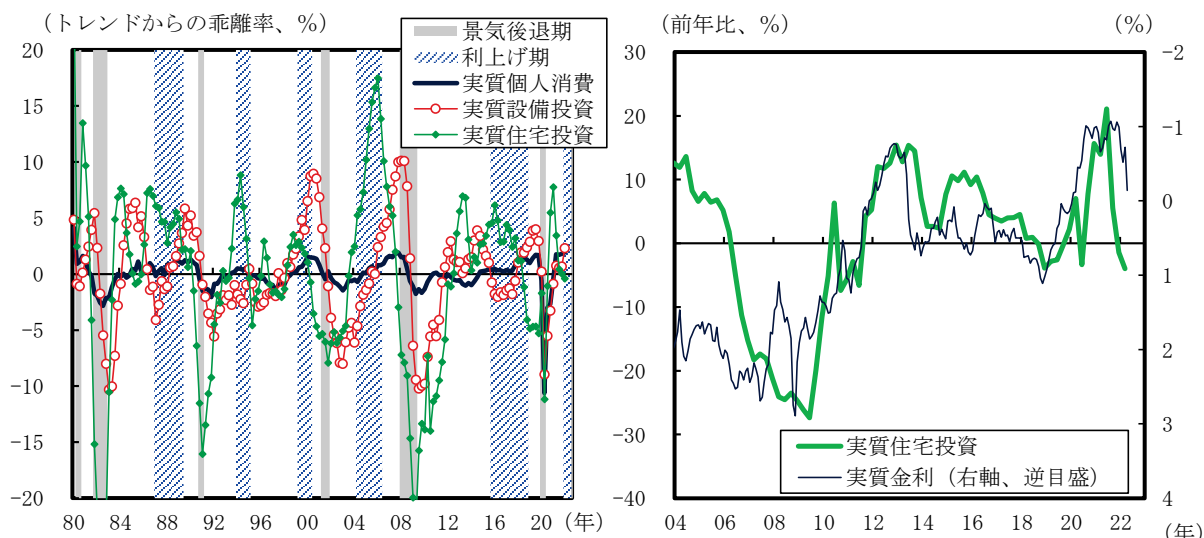 （トレンドからの乖離率、%）
景気後退期
利上げ期
実質個人消費
実質設備投資
実質住宅投資
20
15
10
5
0
-5
-10
-15
-20
80 84 88 92 96 00 04 08 12 16 20 （年）
（前年比、%） （%）
30
20
10
0
-10
-20
-30
-40
-2
-1
0
1
2
3
4
実質住宅投資
実質金利（右軸、逆目盛）
04 06 08 10 12 14 16 18 20 22
（年）